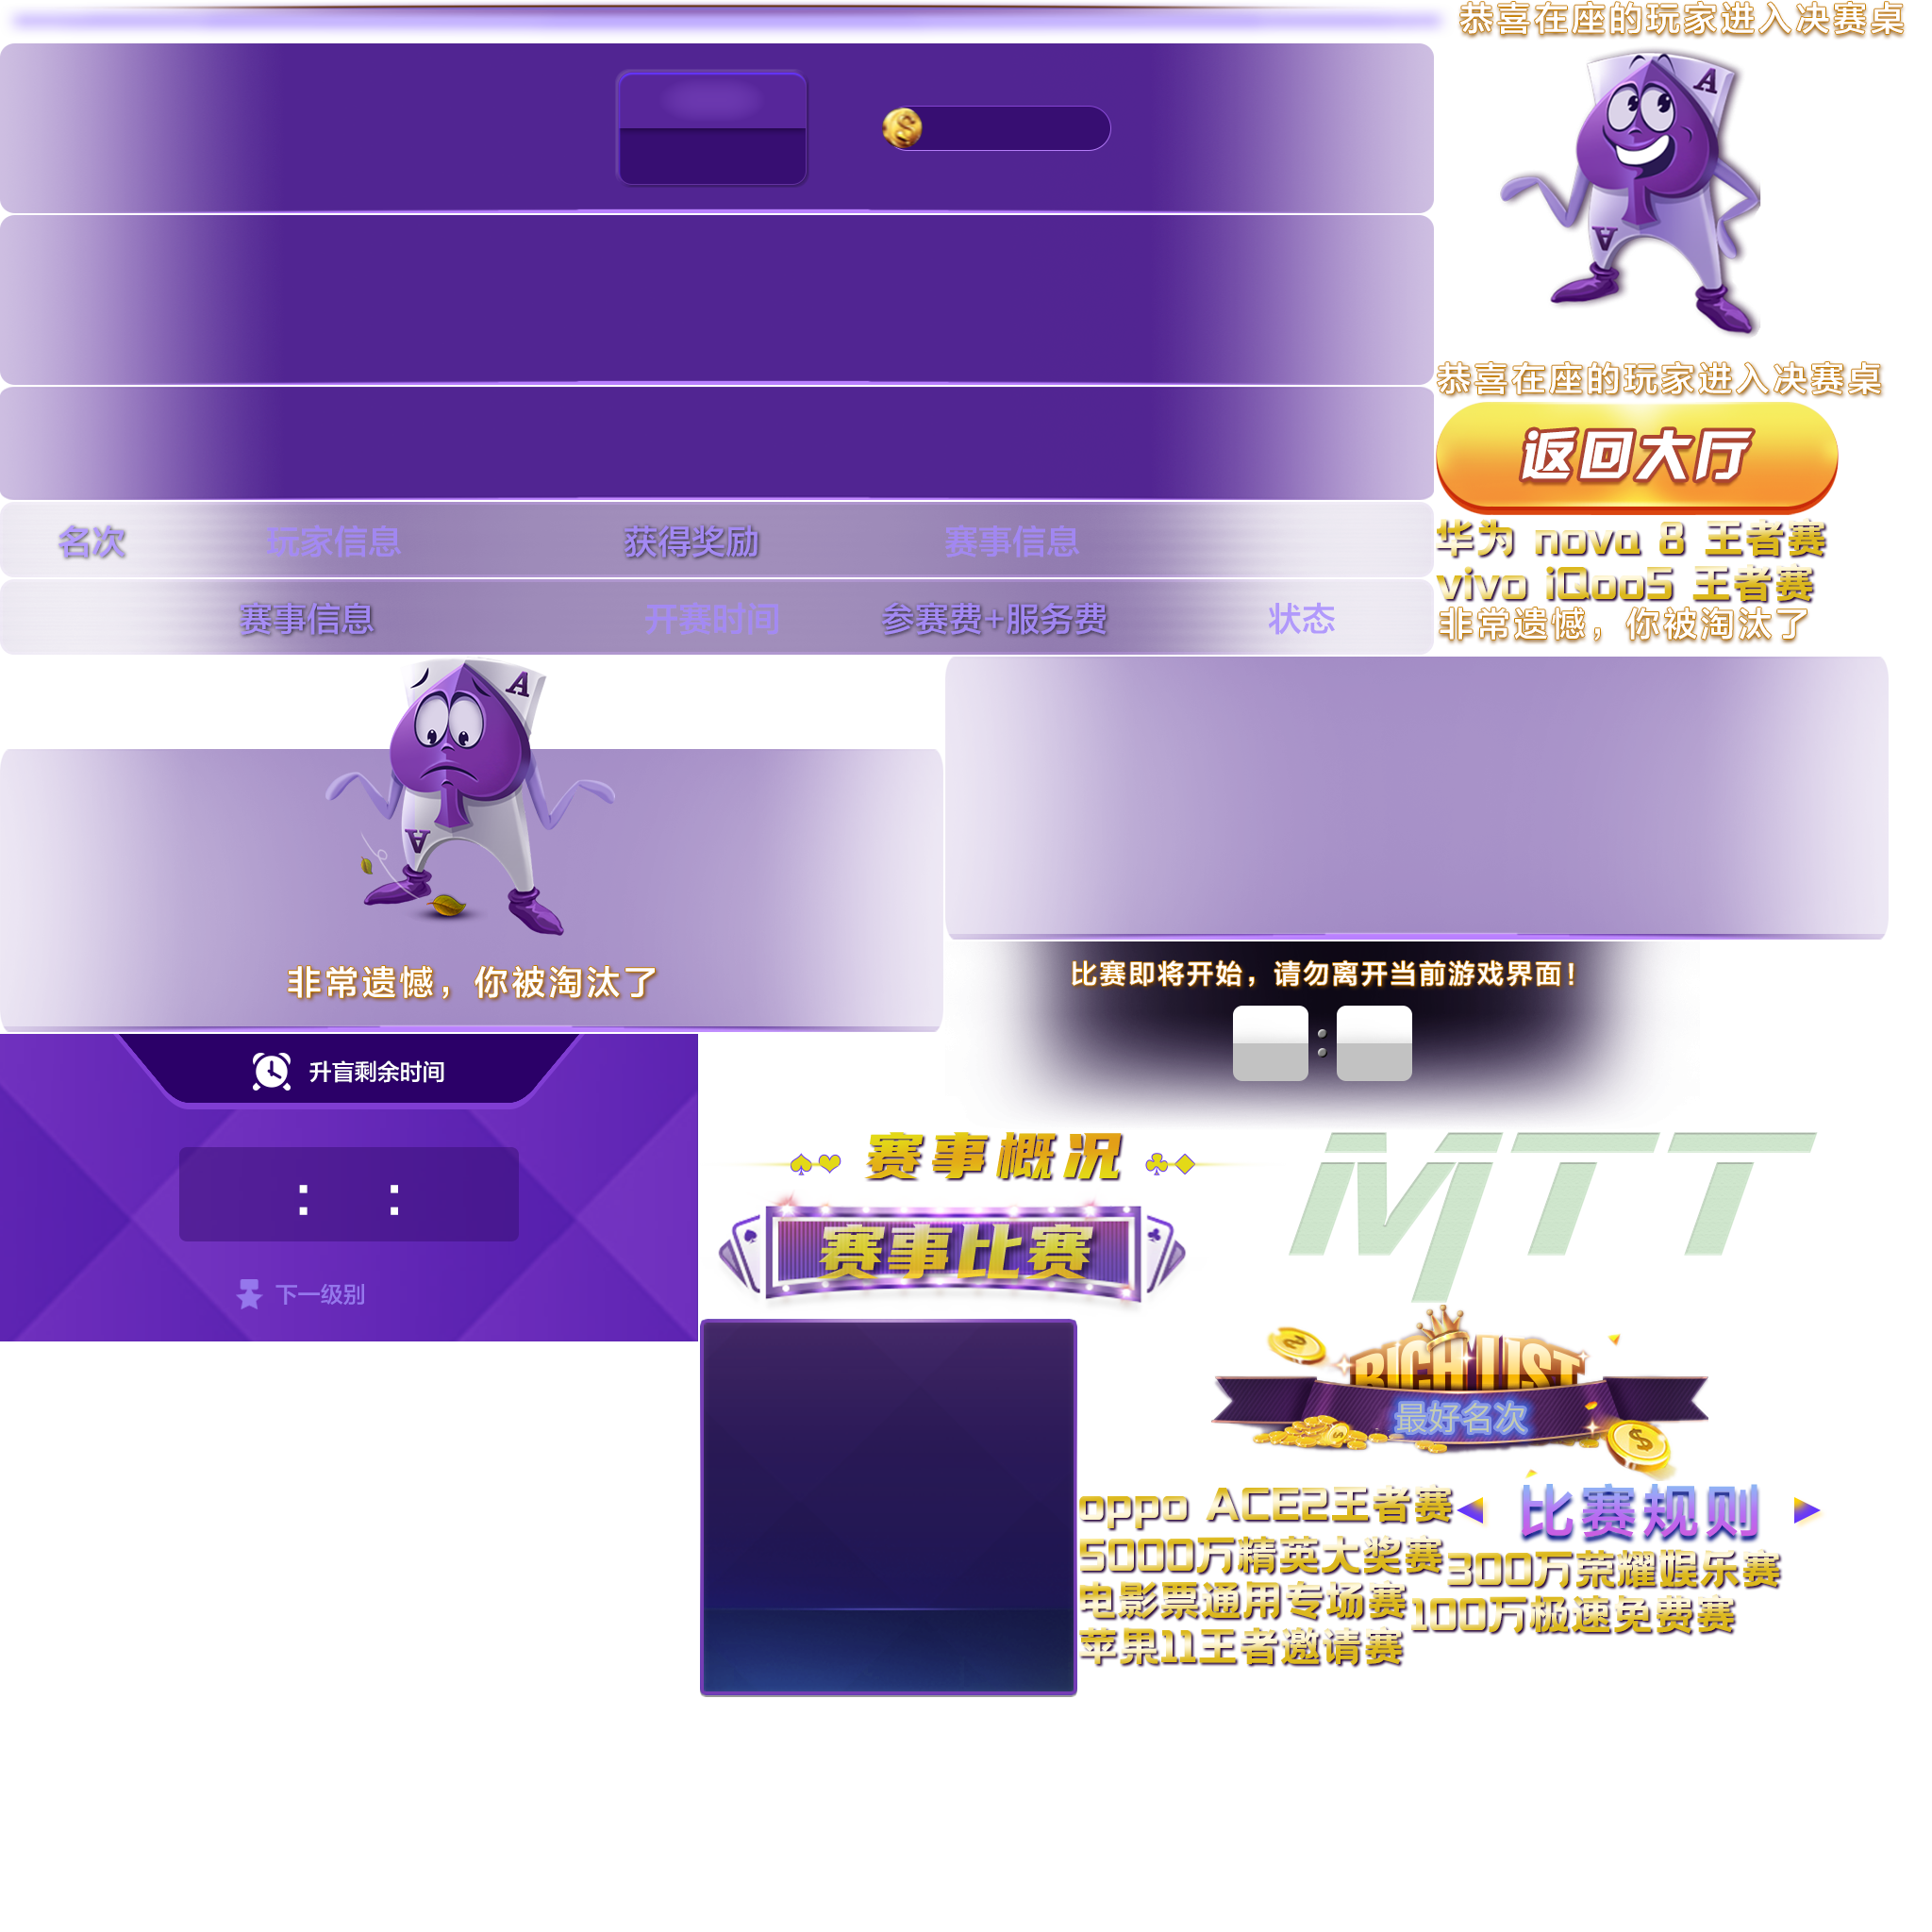 恭喜在座的玩家进入决赛桌
A
A
恭喜在座的玩家进入决赛桌
返回大厅
名次 玩家信息 获得奖励 赛事信息
华为 nova 8 王者赛
vivo iQoo5 王者赛
赛事信息 开赛时间 参赛费+服务费 状态
非常遗憾，你被淘汰了
A
A
非常遗憾，你被淘汰了
比赛即将开始，请勿离开当前游戏界面！
:
升盲剩余时间
: :
下一级别
赛事概况
MTT
赛事比赛
RICH LIST
最好名次
oppo ACE2王者赛
比赛规则
5000万精英大奖赛
300万荣耀娱乐赛
电影票通用专场赛
100万极速免费赛
苹果11王者邀请赛